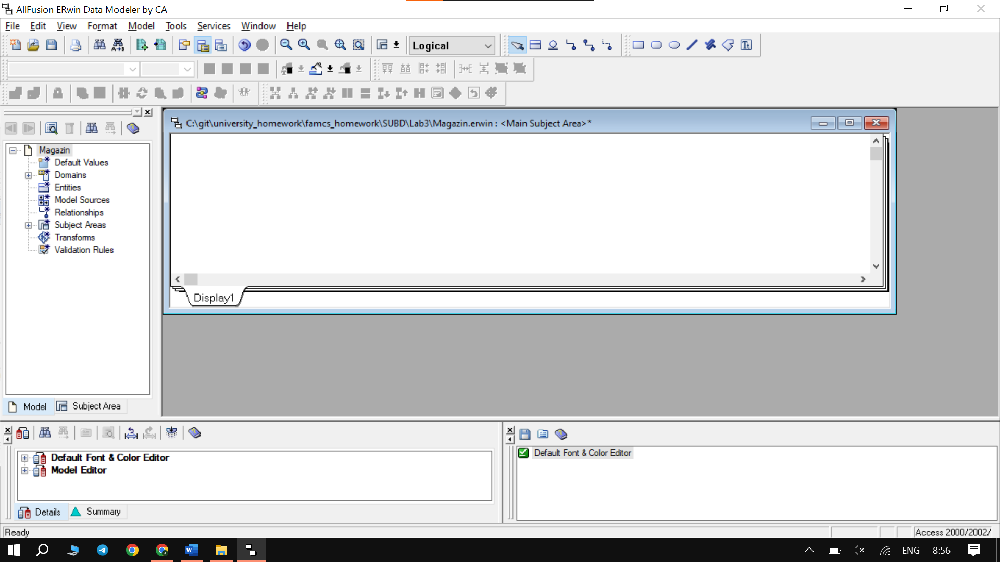 AllFusion ERwin Data Modeler by CA
File Edit View Format Model Tools Services Window Help
Logical
C:\git\university_homework\famcs_homework\SUBD\Lab3\Magazin.erwin : <Main Subject Area>*
Magazin
Default Values
Domains
Entities
Model Sources
Relationships
Subject Areas
Transforms
Validation Rules
Display1
Model Subject Area
Default Font & Color Editor
Model Editor
Default Font & Color Editor
Details Summary
Ready
Access 2000/2002/
ENG 8:56